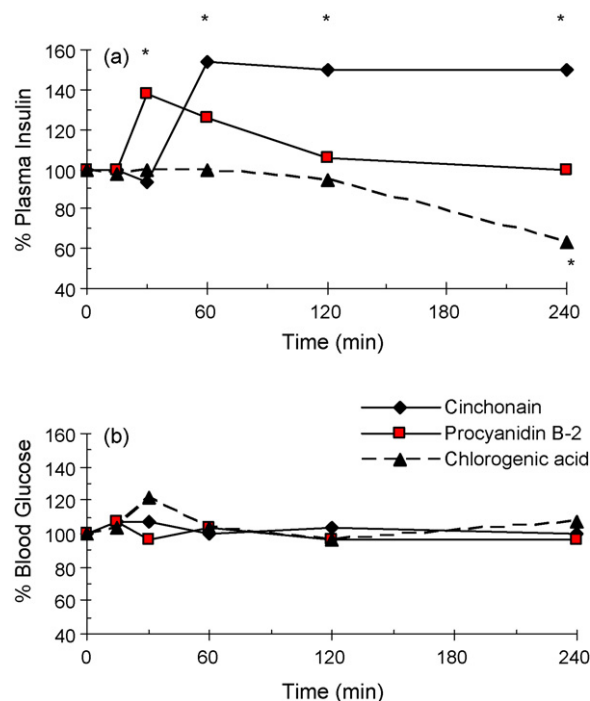 * * *
160 (a) *
140
120
100
80
60
40
*
% Plasma Insulin
0 60 120 180 240
Time (min)
Cinchonain
Procyanidin B-2
Chlorogenic acid
160 (b)
140
120
100
80
60
40
% Blood Glucose
0 60 120 180 240
Time (min)